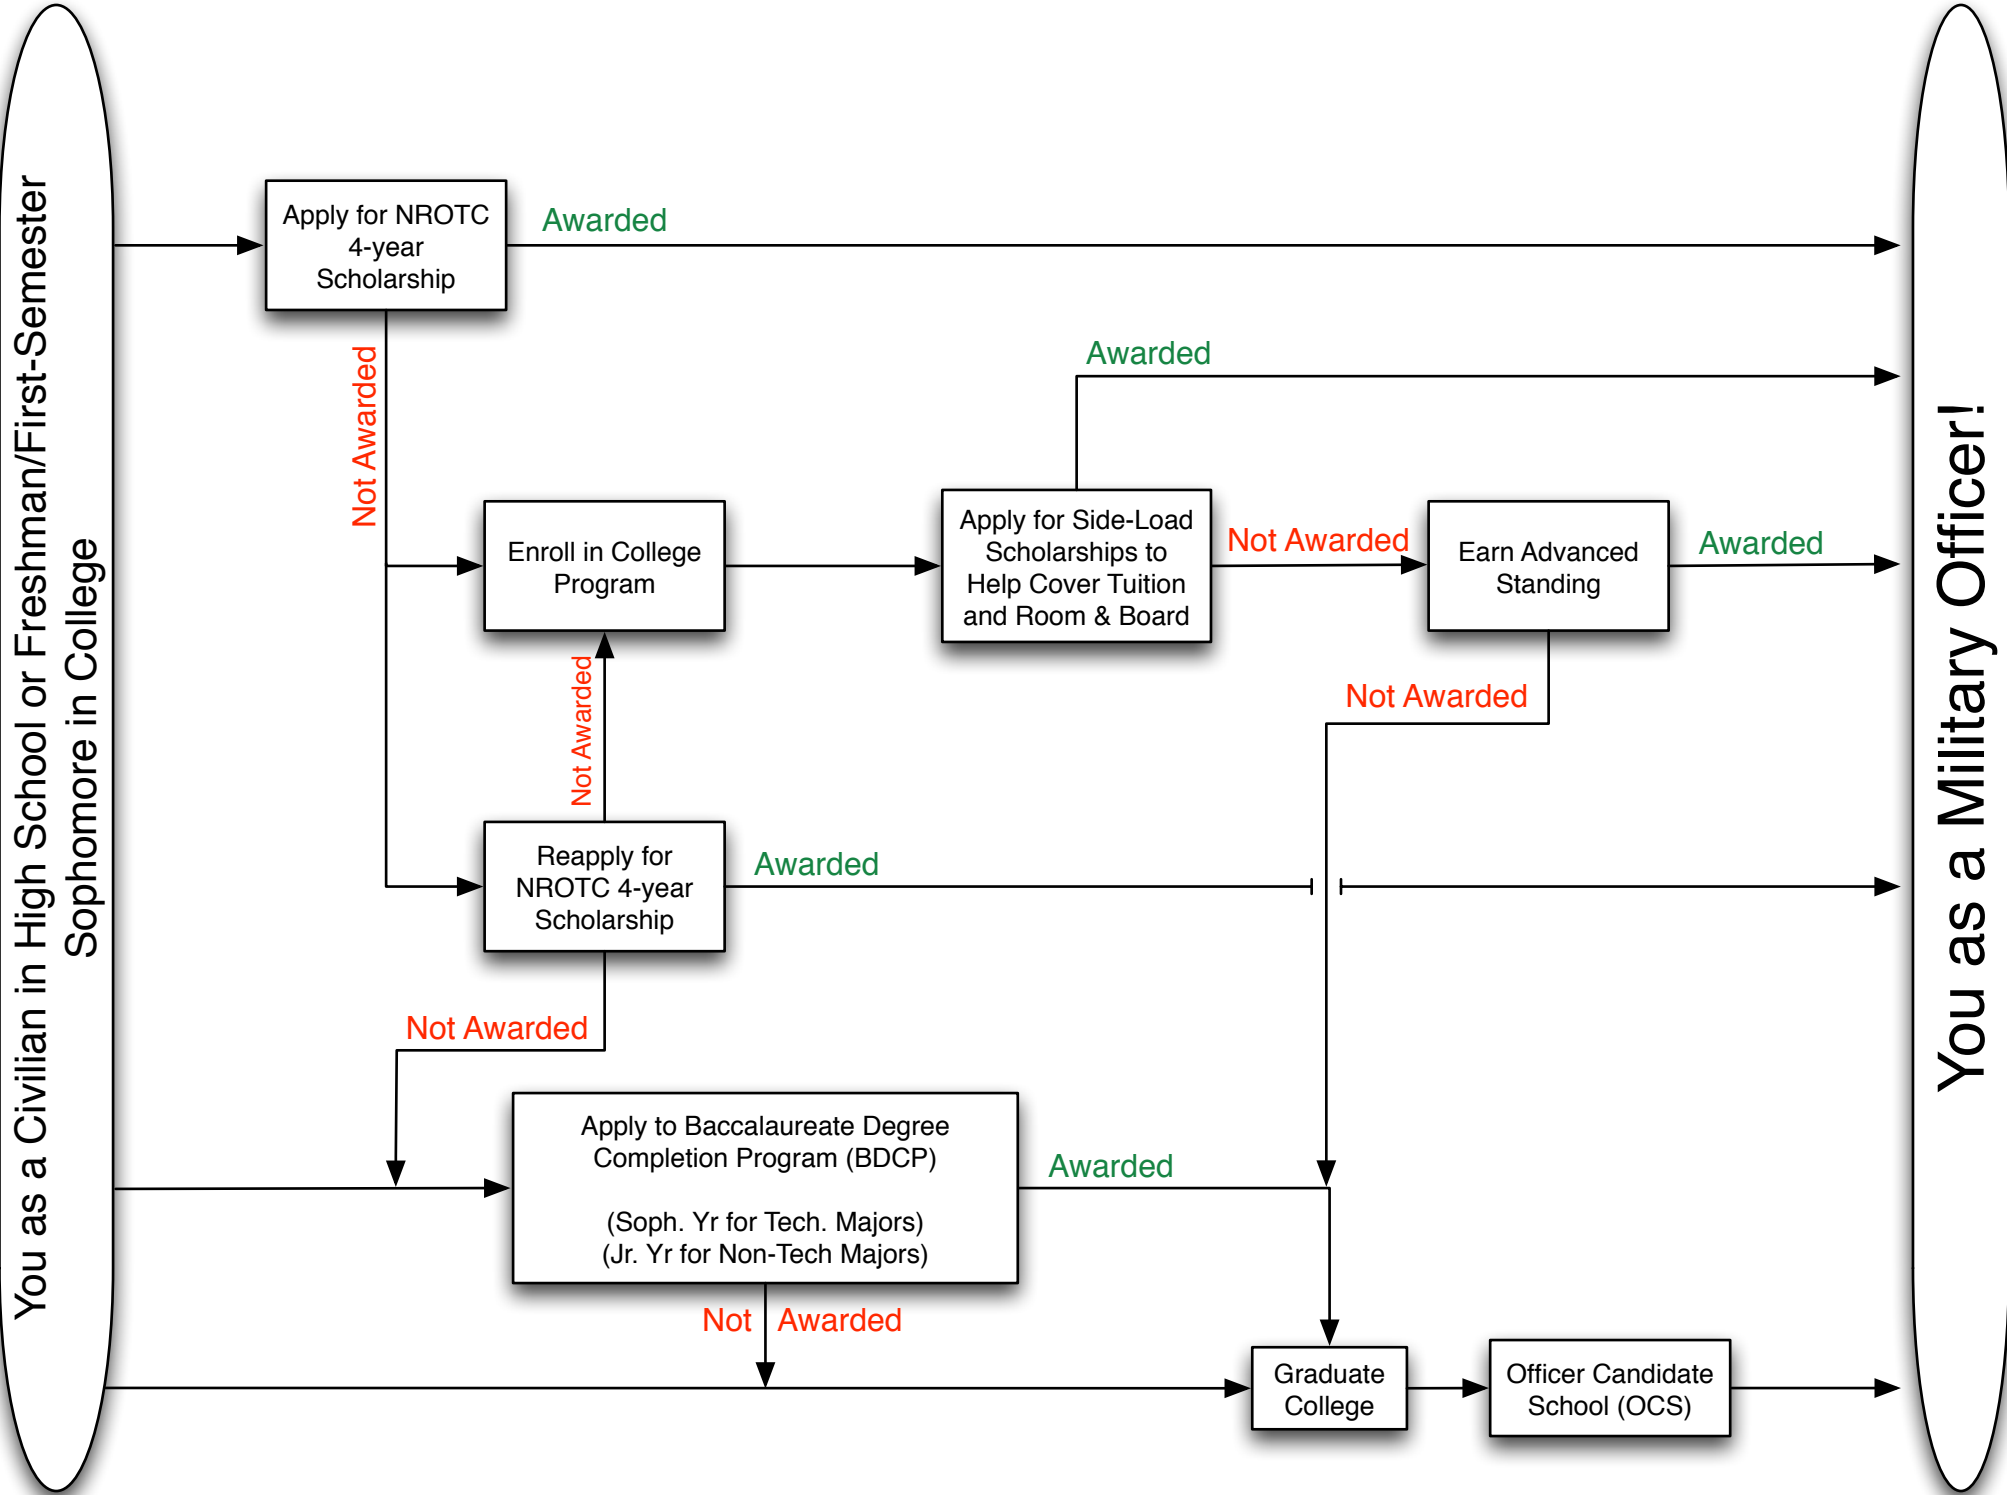 You as a Civilian in High School or Freshman/First-Semester
Sophomore in College
Apply for NROTC
4-year
Scholarship
Awarded
Not Awarded
Awarded
Enroll in College
Program
Apply for Side-Load
Scholarships to
Help Cover Tuition
and Room & Board
Not Awarded
Earn Advanced
Standing
Awarded
Not Awarded
Not Awarded
Reapply for
NROTC 4-year
Scholarship
Awarded
Not Awarded
Apply to Baccalaureate Degree
Completion Program (BDCP)
(Soph. Yr for Tech. Majors)
(Jr. Yr for Non-Tech Majors)
Awarded
Not Awarded
Graduate
College
Officer Candidate
School (OCS)
You as a Military Officer!